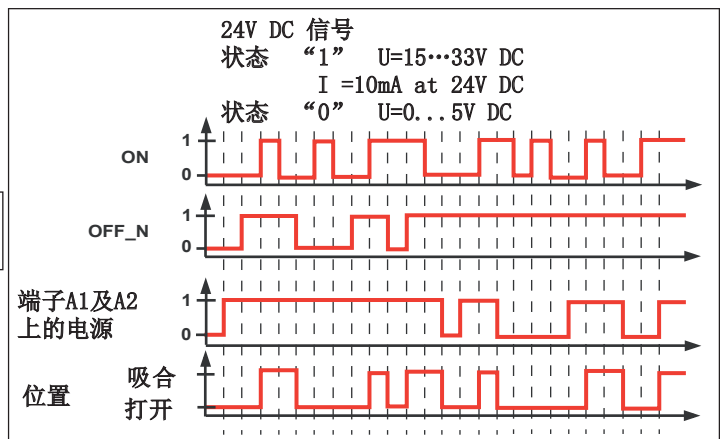 24V DC 信号
状态 “1” U=15…33V DC
I =10mA at 24V DC
状态 “0” U=0...5V DC
1
ON
0
1
OFF_N
0
端子A1及A2
上的电源
1
0
位置
吸合
打开